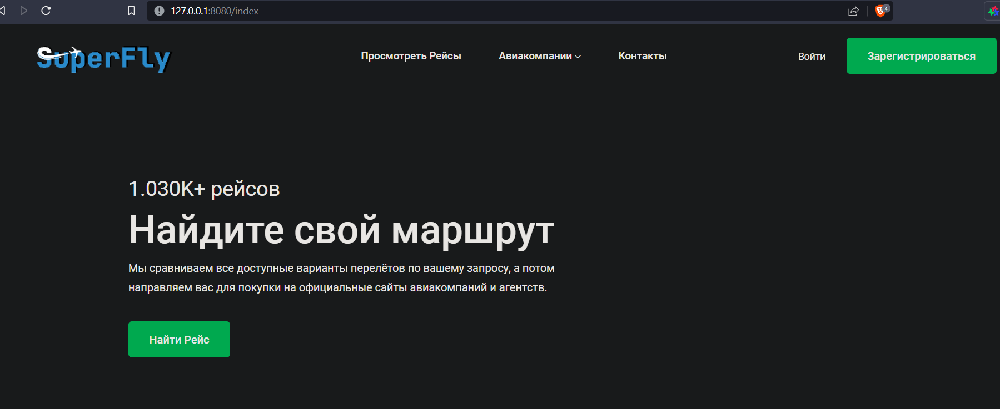 127.0.0.1:8080/index
4
SuperFly
Просмотреть Рейсы
Авиакомпании
Контакты
Войти
Зарегистрироваться
1.030K+ рейсов
Найдите свой маршрут
Мы сравниваем все доступные варианты перелётов по вашему запросу, а потом
направляем вас для покупки на официальные сайты авиакомпаний и агентств.
Найти Рейс